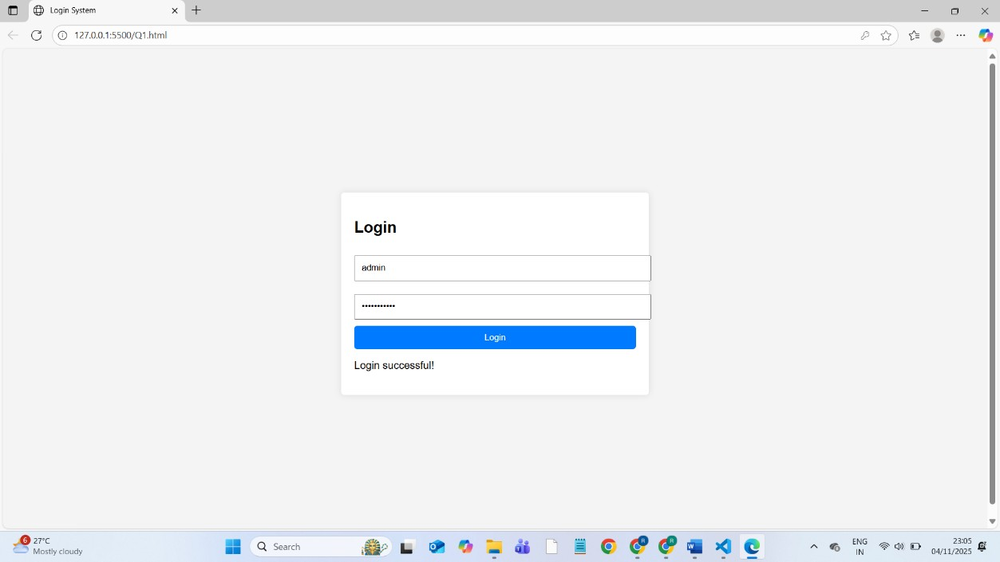 Login System
127.0.0.1:5500/Q1.html
Login
admin
•••••••••••
Login
Login successful!
6
27°C
Mostly cloudy
Search
R
R
ENG
IN
23:05
04/11/2025